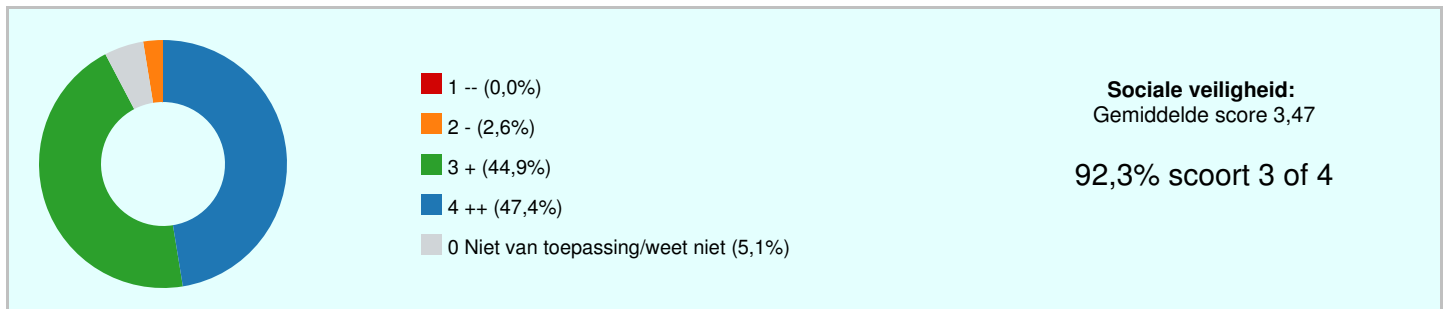 1 -- (0,0%)
2 - (2,6%)
3 + (44,9%)
4 ++ (47,4%)
0 Niet van toepassing/weet niet (5,1%)
Sociale veiligheid:
Gemiddelde score 3,47
92,3% scoort 3 of 4